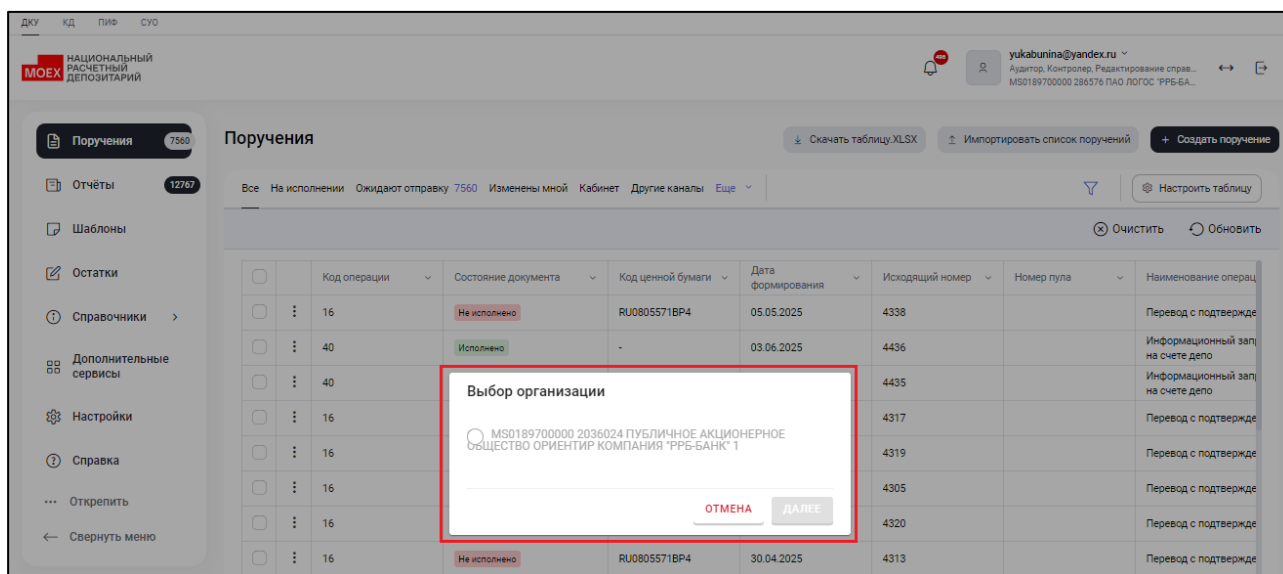 ДКУ КД ПИФ СУО
MOEX НАЦИОНАЛЬНЫЙ
РАСЧЕТНЫЙ
ДЕПОЗИТАРИЙ
yukabunina@yandex.ru
Аудитор, Контролер, Редактирование справ...
MS0189700000 286576 ПАО ЛОГОС "РРБ-БА...
Поручения 7560
Отчёты 12767
Шаблоны
Остатки
Справочники
Дополнительные
сервисы
Настройки
Справка
Открепить
Свернуть меню
Поручения
Скачать таблицу.XLSX Импортировать список поручений + Создать поручение
Все На исполнении Ожидают отправку 7560 Изменены мной Кабинет Другие каналы Еще Настроить таблицу
Очистить Обновить
Код операции Состояние документа Код ценной бумаги Дата формирования Исходящий номер Номер пула Наименование операц
16 Не исполнено RU0805571BP4 05.05.2025 4338 Перевод с подтвержде
40 Исполнено - 03.06.2025 4436 Информационный зап
на счете депо
40 4435 Информационный зап
на счете депо
16 4317 Перевод с подтвержде
16 4319 Перевод с подтвержде
16 4305 Перевод с подтвержде
16 4320 Перевод с подтвержде
16 Не исполнено RU0805571BP4 30.04.2025 4313 Перевод с подтвержде
Выбор организации
MS0189700000 2036024 ПУБЛИЧНОЕ АКЦИОНЕРНОЕ
ОБЩЕСТВО ОРИЕНТИР КОМПАНИЯ "РРБ-БАНК" 1
ОТМЕНА ДАЛЕЕ